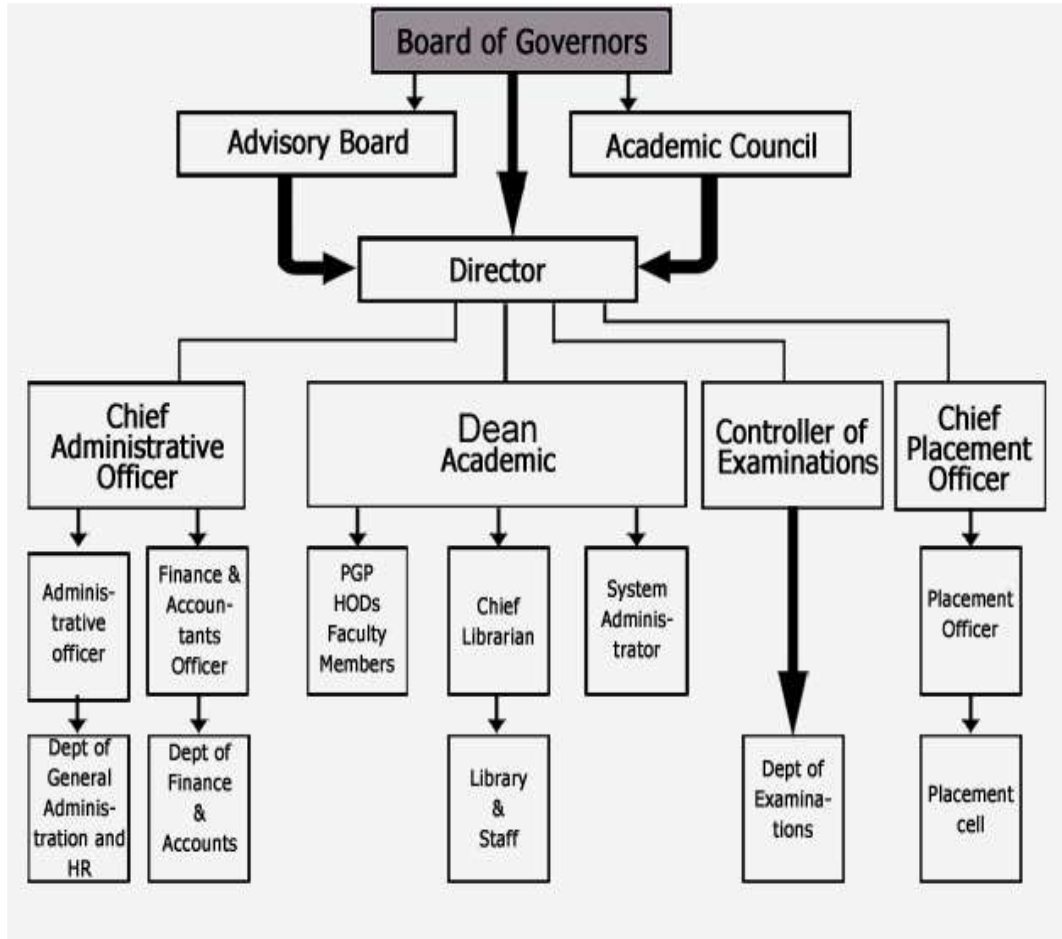 Board of Governors
Advisory Board
Academic Council
Director
Chief
Administrative
Officer
Dean
Academic
Controller of
Examinations
Chief
Placement
Officer
Adminis-
trative
officer
Finance &
Accoun-
tants
Officer
PGP
HODs
Faculty
Members
Chief
Librarian
System
Adminis-
trator
Placement
Officer
Dept of
General
Adminis-
tration and
HR
Dept of
Finance
&
Accounts
Library
&
Staff
Dept of
Examina-
tions
Placement
cell